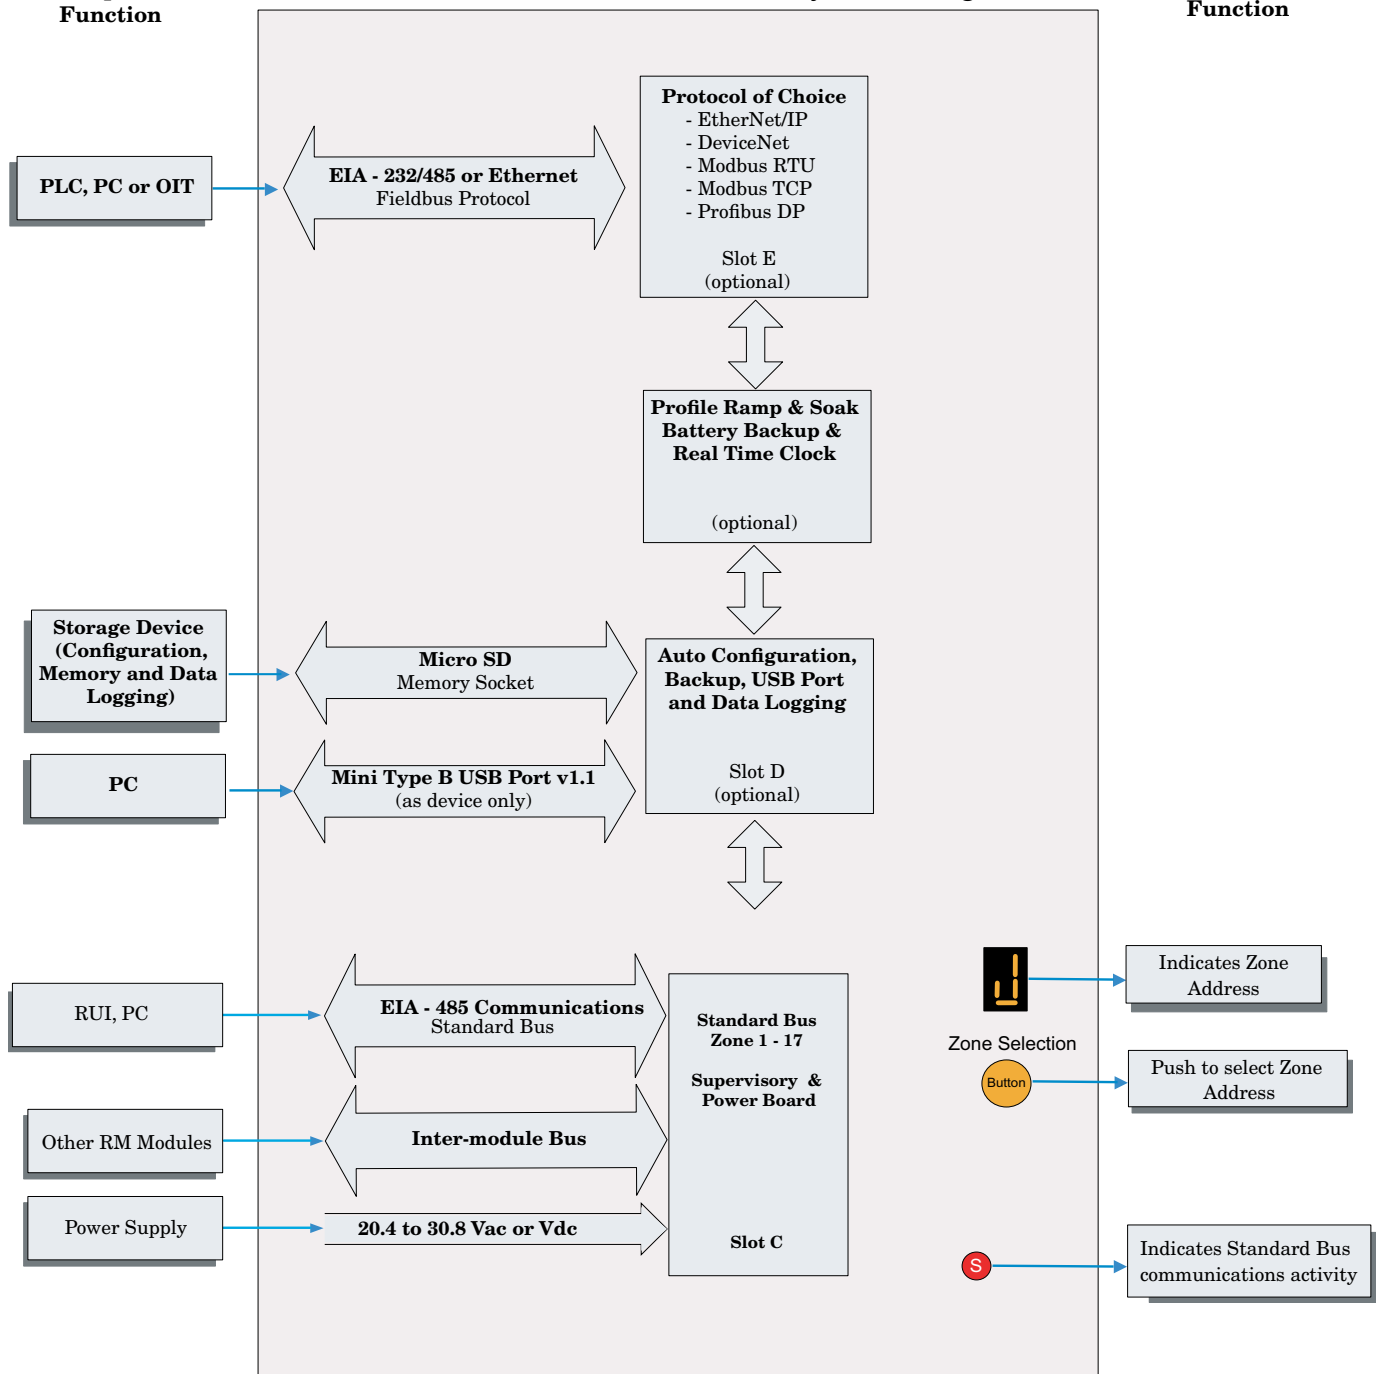 Function
Function
Protocol of Choice
- EtherNet/IP
- DeviceNet
- Modbus RTU
- Modbus TCP
- Profibus DP
Slot E
(optional)
PLC, PC or OIT
EIA - 232/485 or Ethernet
Fieldbus Protocol
Profile Ramp & Soak
Battery Backup &
Real Time Clock
(optional)
Storage Device
(Configuration,
Memory and Data
Logging)
Micro SD
Memory Socket
Auto Configuration,
Backup, USB Port
and Data Logging
Slot D
(optional)
PC
Mini Type B USB Port v1.1
(as device only)
RUI, PC
EIA - 485 Communications
Standard Bus
Standard Bus
Zone 1 - 17
Supervisory &
Power Board
Slot C
Other RM Modules
Inter-module Bus
Power Supply
20.4 to 30.8 Vac or Vdc
Indicates Zone
Address
Zone Selection
Button
Push to select Zone
Address
S
Indicates Standard Bus
communications activity